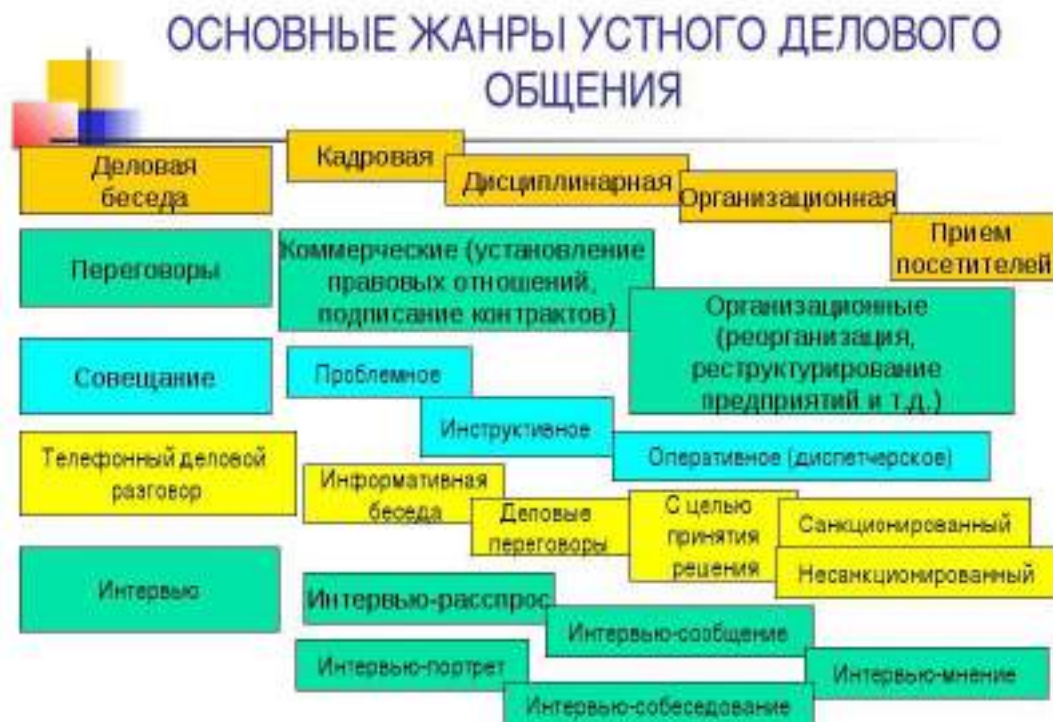 ОСНОВНЫЕ ЖАНРЫ УСТНОГО ДЕЛОВОГО
ОБЩЕНИЯ
Деловая
беседа
Кадровая
Дисциплинарная
Организационная
Прием
посетителей
Переговоры
Коммерческие (установление
правовых отношений,
подписание контрактов)
Организационные
(реорганизация,
реструктурирование
предприятий и т.д.)
Совещание
Проблемное
Инструктивное
Оперативное (диспетчерское)
Телефонный деловой
разговор
Информативная
беседа
Деловые
переговоры
С целью
принятия
решения
Санкционированный
Несанкционированный
Интервью
Интервью-расспрос
Интервью-сообщение
Интервью-портрет
Интервью-мнение
Интервью-собеседование